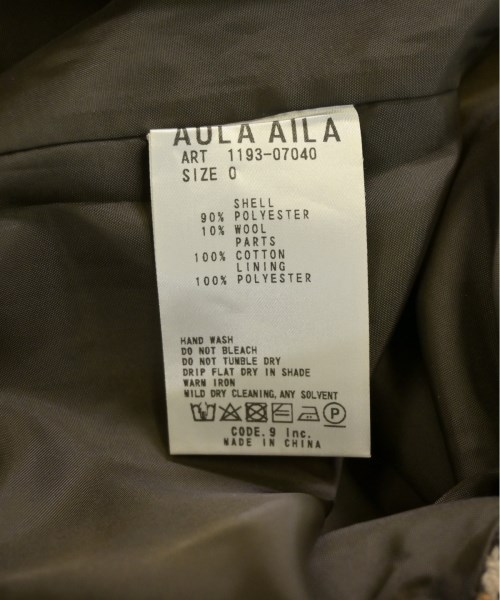 AULA AILA
ART 1193-07040
SIZE 0
SHELL
90% POLYESTER
10% WOOL
PARTS
100% COTTON
LINING
100% POLYESTER
HAND WASH
DO NOT BLEACH
DO NOT TUMBLE DRY
DRIP FLAT DRY IN SHADE
WARM IRON
MILD DRY CLEANING, ANY SOLVENT
P
CODE.9 Inc.
MADE IN CHINA